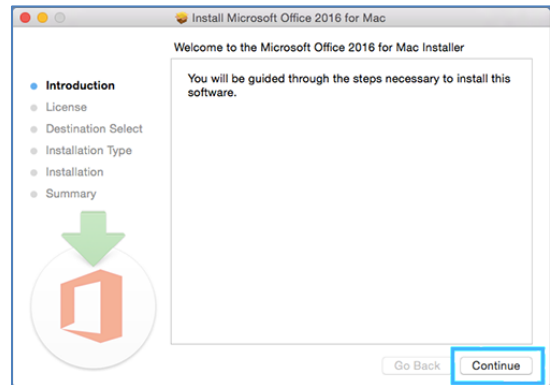 Install Microsoft Office 2016 for Mac
Welcome to the Microsoft Office 2016 for Mac Installer
Introduction
License
Destination Select
Installation Type
Installation
Summary
You will be guided through the steps necessary to install this
software.
Go Back
Continue